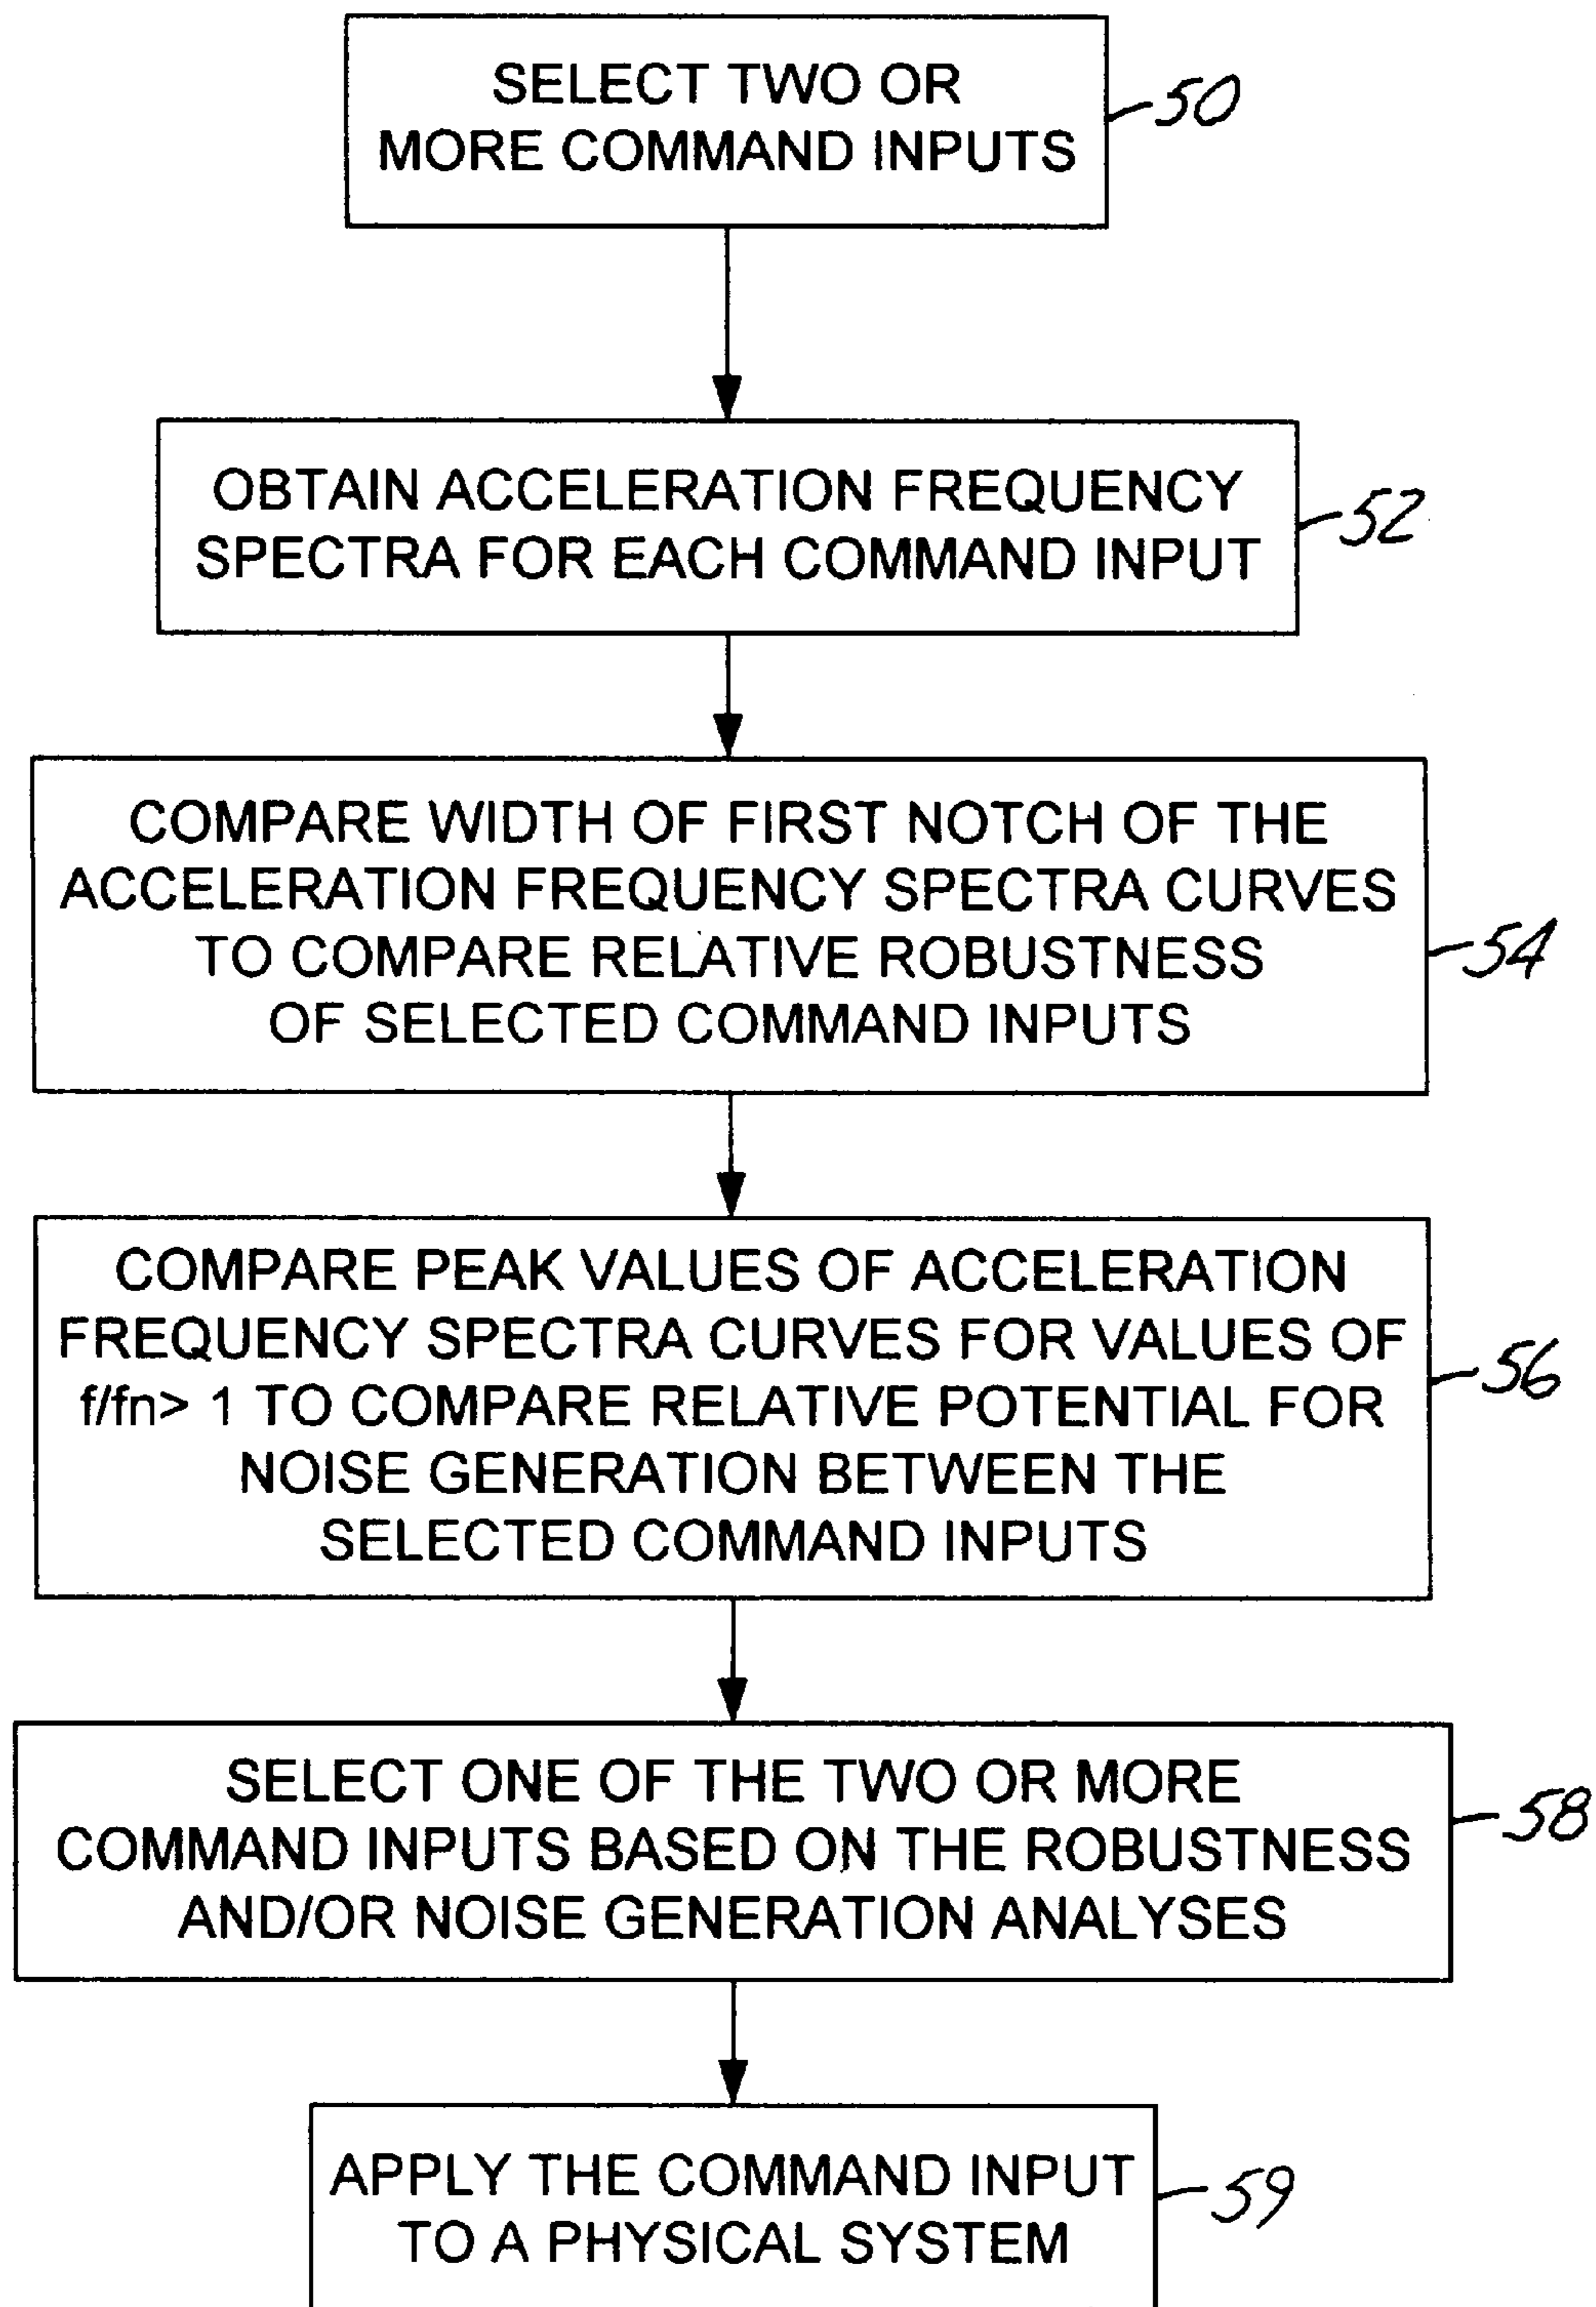 SELECT TWO OR
MORE COMMAND INPUTS
50
OBTAIN ACCELERATION FREQUENCY
SPECTRA FOR EACH COMMAND INPUT
52
COMPARE WIDTH OF FIRST NOTCH OF THE
ACCELERATION FREQUENCY SPECTRA CURVES
TO COMPARE RELATIVE ROBUSTNESS
OF SELECTED COMMAND INPUTS
54
COMPARE PEAK VALUES OF ACCELERATION
FREQUENCY SPECTRA CURVES FOR VALUES OF
f/fn> 1 TO COMPARE RELATIVE POTENTIAL FOR
NOISE GENERATION BETWEEN THE
SELECTED COMMAND INPUTS
56
SELECT ONE OF THE TWO OR MORE
COMMAND INPUTS BASED ON THE ROBUSTNESS
AND/OR NOISE GENERATION ANALYSES
58
APPLY THE COMMAND INPUT
TO A PHYSICAL SYSTEM
59